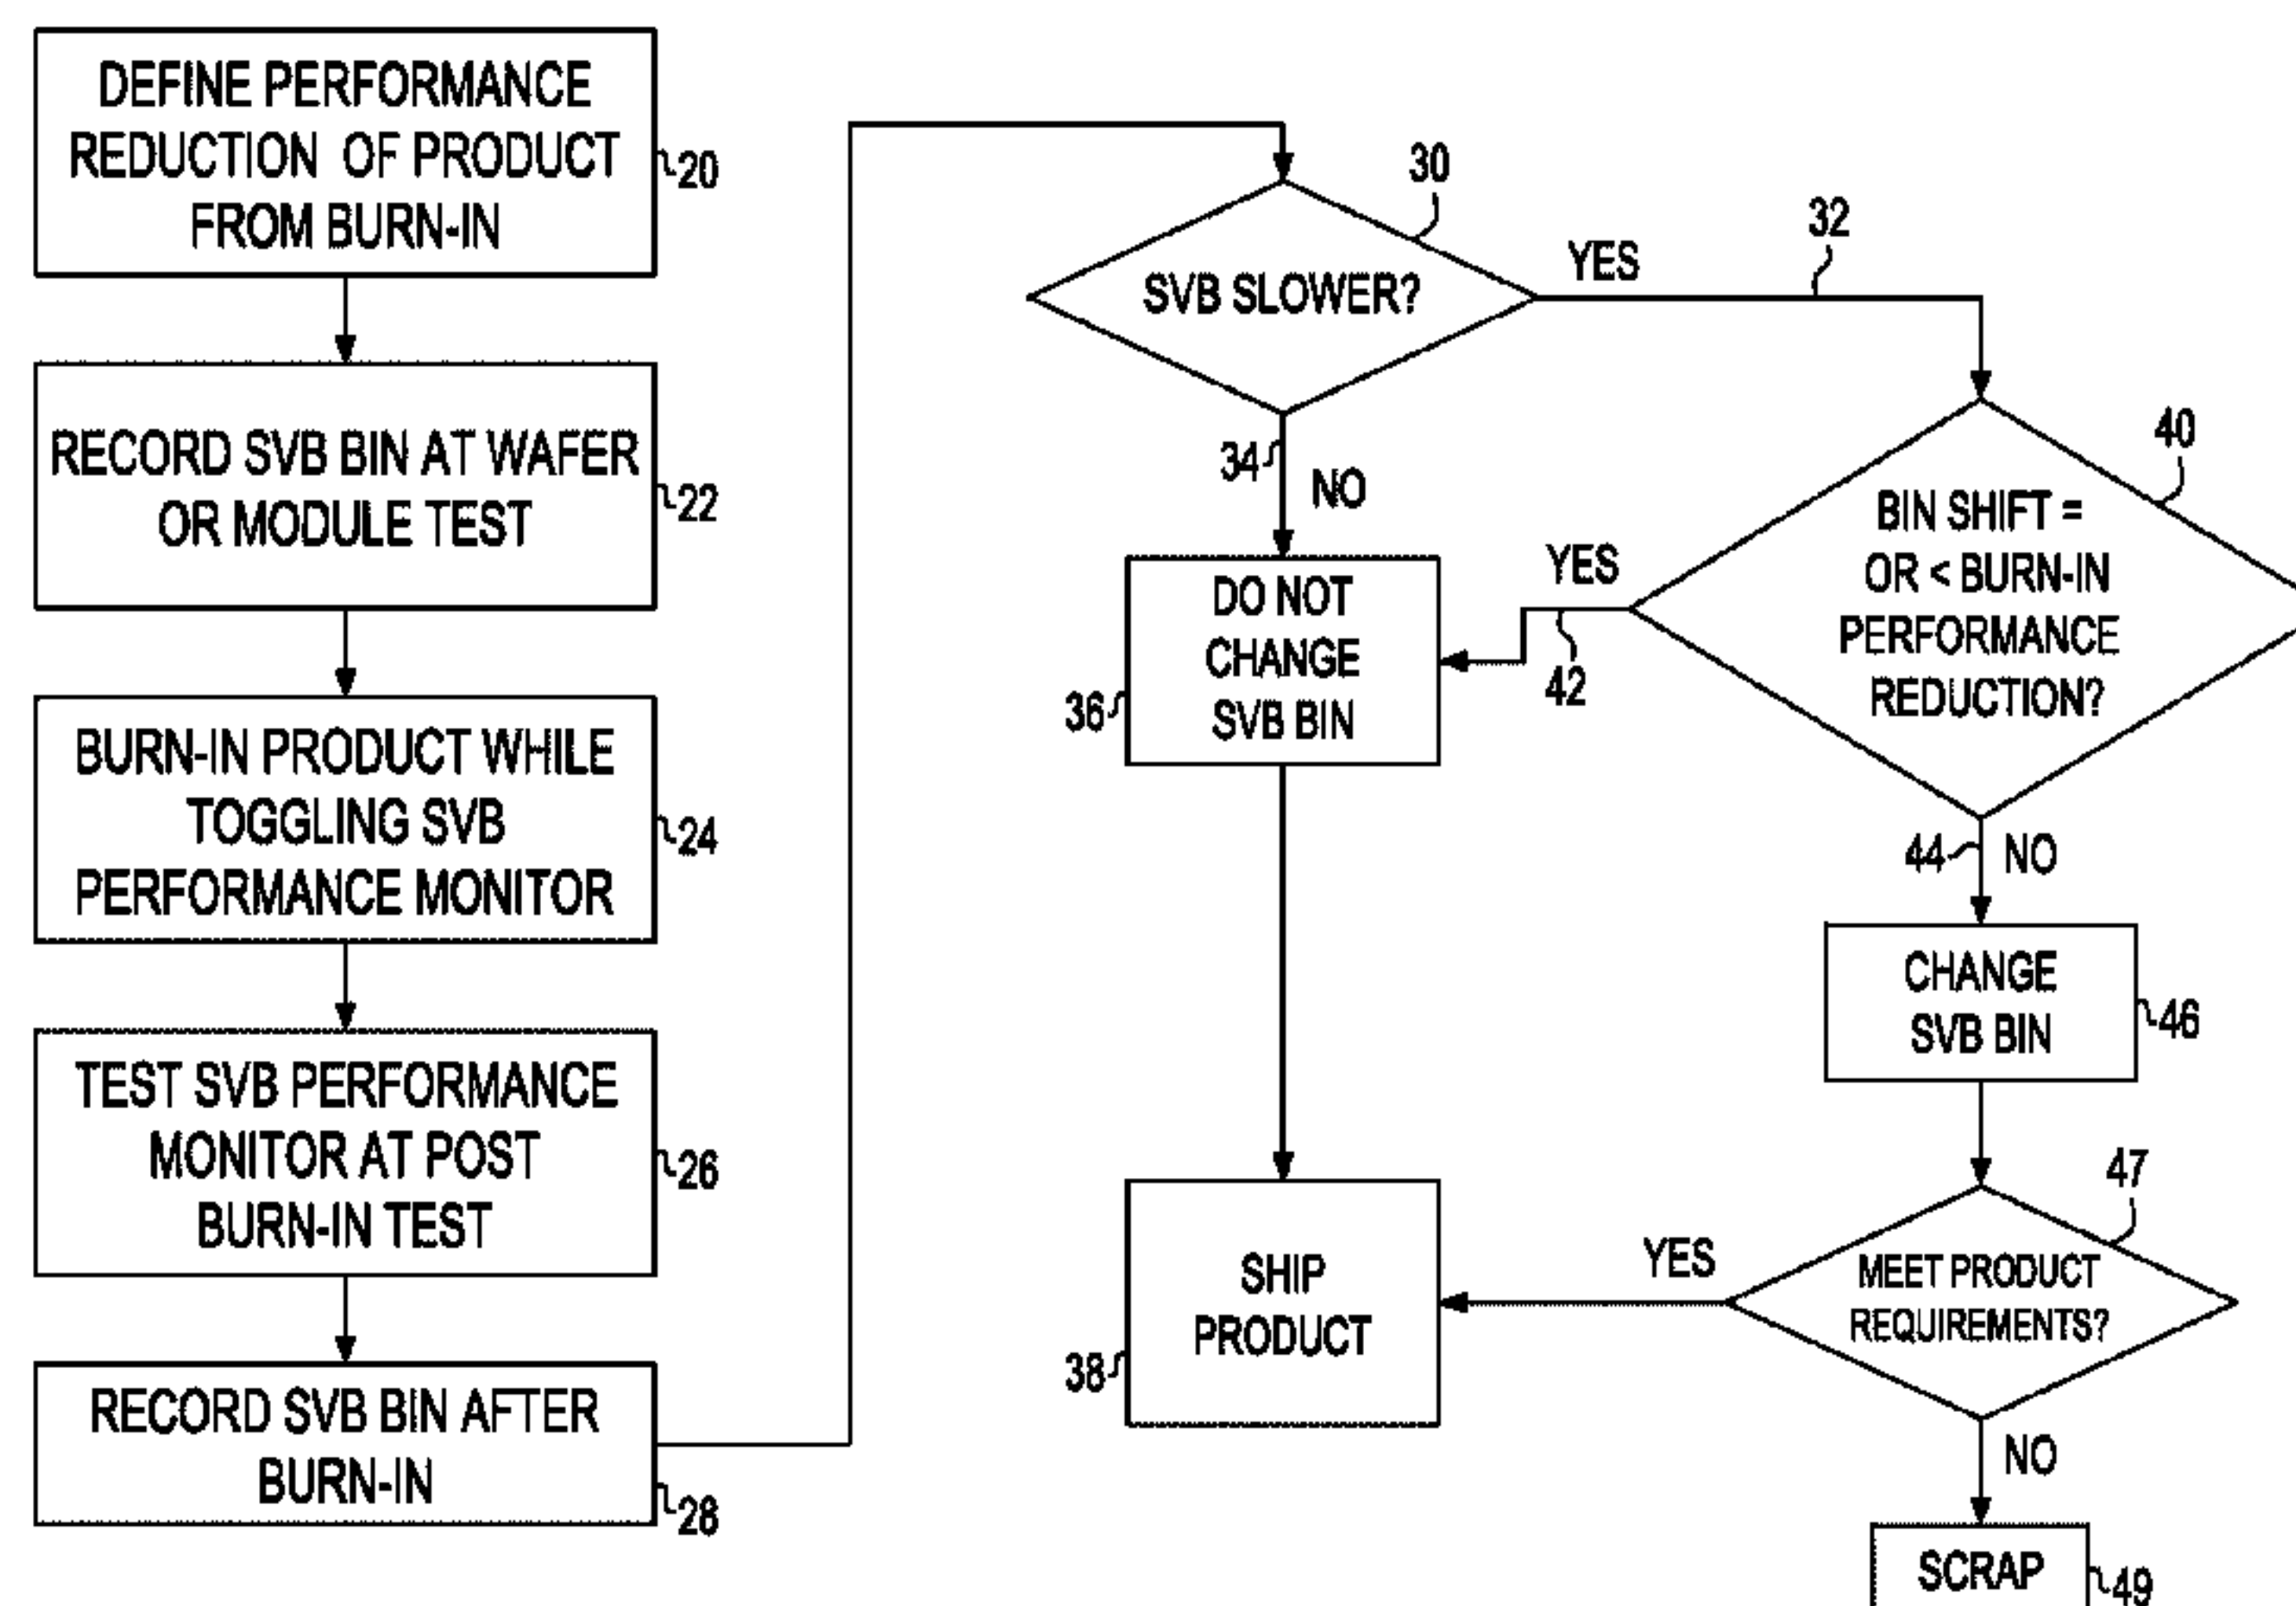 DEFINE PERFORMANCE
REDUCTION OF PRODUCT
FROM BURN-IN
20
RECORD SVB BIN AT WAFER
OR MODULE TEST
22
BURN-IN PRODUCT WHILE
TOGGLING SVB
PERFORMANCE MONITOR
24
TEST SVB PERFORMANCE
MONITOR AT POST
BURN-IN TEST
26
RECORD SVB BIN AFTER
BURN-IN
28
30
SVB SLOWER?
YES
32
34
NO
DO NOT
CHANGE
SVB BIN
36
40
BIN SHIFT =
OR < BURN-IN
PERFORMANCE
REDUCTION?
YES
42
44
NO
CHANGE
SVB BIN
46
47
MEET PRODUCT
REQUIREMENTS?
YES
SHIP
PRODUCT
38
NO
SCRAP
49